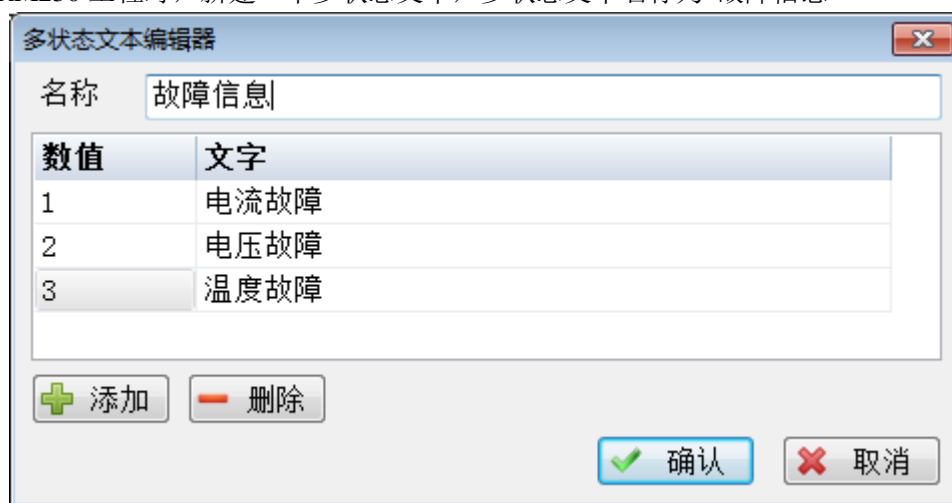 多状态文本编辑器
名称 故障信息
数值 文字
1 电流故障
2 电压故障
3 温度故障
添加 删除
确认 取消